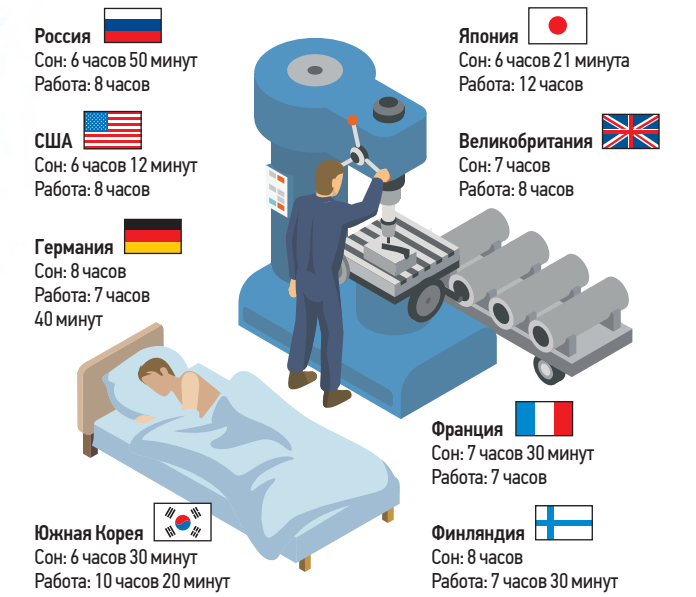 Россия
Сон: 6 часов 50 минут
Работа: 8 часов
США
Сон: 6 часов 12 минут
Работа: 8 часов
Германия
Сон: 8 часов
Работа: 7 часов
40 минут
Южная Корея
Сон: 6 часов 30 минут
Работа: 10 часов 20 минут
Япония
Сон: 6 часов 21 минута
Работа: 12 часов
Великобритания
Сон: 7 часов
Работа: 8 часов
Франция
Сон: 7 часов 30 минут
Работа: 7 часов
Финляндия
Сон: 8 часов
Работа: 7 часов 30 минут